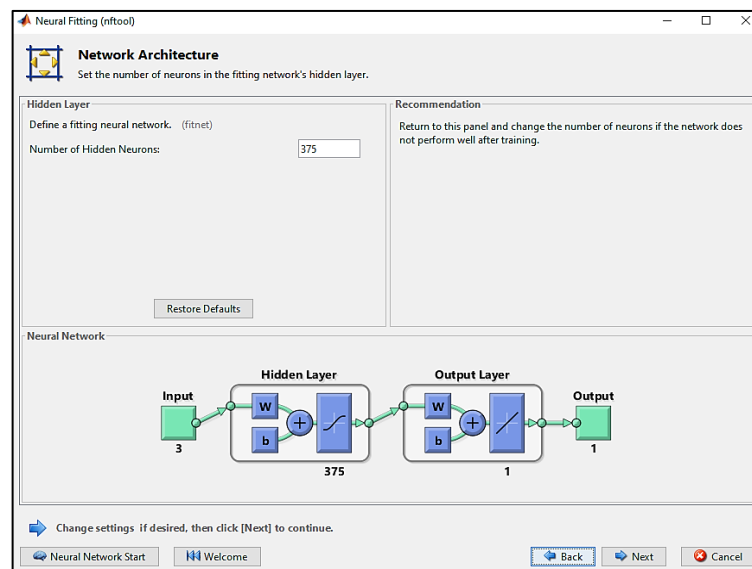 Neural Fitting (nftool)
Network Architecture
Set the number of neurons in the fitting network's hidden layer.
Hidden Layer
Define a fitting neural network. (fitnet)
Number of Hidden Neurons: 375
Restore Defaults
Recommendation
Return to this panel and change the number of neurons if the network does
not perform well after training.
Neural Network
Hidden Layer Output Layer
Input Output
W W
b b
3 1
375 1
Change settings if desired, then click [Next] to continue.
Neural Network Start Welcome Back Next Cancel